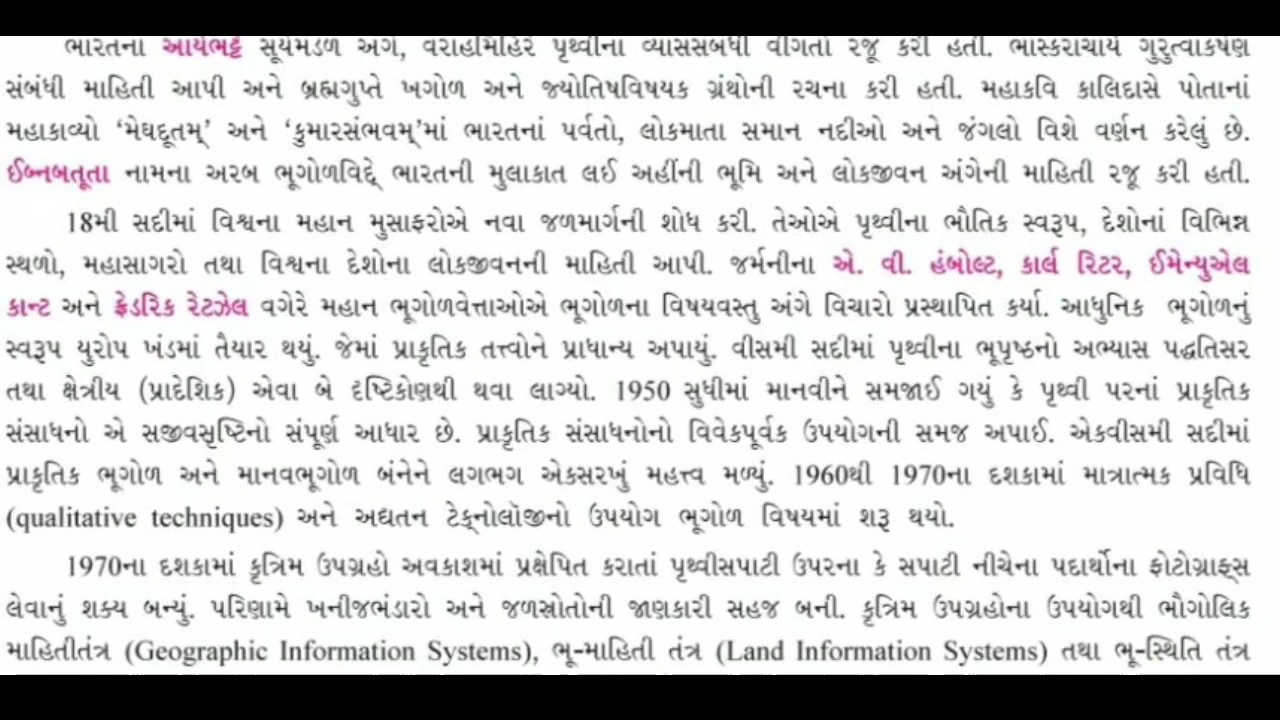 ભારતના આર્યભટ્ટે સૂર્યમંડળ અંગે, વરાહમિહિરે પૃથ્વીના વ્યાસસંબંધી વીગતો રજૂ કરી હતી. ભાસ્કરાચાર્યે ગુરુત્વાકર્ષણ
સંબંધી માહિતી આપી અને બ્રહ્મગુપ્તે ખગોળ અને જ્યોતિષવિષયક ગ્રંથોની રચના કરી હતી. મહાકવિ કાલિદાસે પોતાનાં
મહાકાવ્યો ‘મેઘદૂતમ્’ અને ‘કુમારસંભવમ્’માં ભારતનાં પર્વતો, લોકમાતા સમાન નદીઓ અને જંગલો વિશે વર્ણન કરેલું છે.
ઈબ્નબતૂતા નામના અરબ ભૂગોળવિદ્દે ભારતની મુલાકાત લઈ અહીંની ભૂમિ અને લોકજીવન અંગેની માહિતી રજૂ કરી હતી.
18મી સદીમાં વિશ્વના મહાન મુસાફરોએ નવા જળમાર્ગની શોધ કરી. તેઓએ પૃથ્વીના ભૌતિક સ્વરૂપ, દેશોનાં વિભિન્ન
સ્થળો, મહાસાગરો તથા વિશ્વના દેશોના લોકજીવનની માહિતી આપી. જર્મનીના એ. વી. હંબોલ્ટ, કાર્લ રિટર, ઈમેન્યુએલ
કાન્ટ અને ફ્રેડરિક રેટઝેલ વગેરે મહાન ભૂગોળવેત્તાઓએ ભૂગોળના વિષયવસ્તુ અંગે વિચારો પ્રસ્થાપિત કર્યા. આધુનિક ભૂગોળનું
સ્વરૂપ યુરોપ ખંડમાં તૈયાર થયું. જેમાં પ્રાકૃતિક તત્ત્વોને પ્રાધાન્ય અપાયું. વીસમી સદીમાં પૃથ્વીના ભૂપૃષ્ઠનો અભ્યાસ પદ્ધતિસર
તથા ક્ષેત્રીય (પ્રાદેશિક) એવા બે દૃષ્ટિકોણથી થવા લાગ્યો. 1950 સુધીમાં માનવીને સમજાઈ ગયું કે પૃથ્વી પરનાં પ્રાકૃતિક
સંસાધનો એ સજીવસૃષ્ટિનો સંપૂર્ણ આધાર છે. પ્રાકૃતિક સંસાધનોનો વિવેકપૂર્વક ઉપયોગની સમજ અપાઈ. એકવીસમી સદીમાં
પ્રાકૃતિક ભૂગોળ અને માનવભૂગોળ બંનેને લગભગ એકસરખું મહત્ત્વ મળ્યું. 1960થી 1970ના દશકામાં માત્રાત્મક પ્રવિધિ
(qualitative techniques) અને અદ્યતન ટેક્નોલૉજીનો ઉપયોગ ભૂગોળ વિષયમાં શરૂ થયો.
1970ના દશકામાં કૃત્રિમ ઉપગ્રહો અવકાશમાં પ્રક્ષેપિત કરાતાં પૃથ્વીસપાટી ઉપરના કે સપાટી નીચેના પદાર્થોના ફોટોગ્રાફ્સ
લેવાનું શક્ય બન્યું. પરિણામે ખનીજભંડારો અને જળસ્રોતોની જાણકારી સહજ બની. કૃત્રિમ ઉપગ્રહોના ઉપયોગથી ભૌગોલિક
માહિતીતંત્ર (Geographic Information Systems), ભૂ-માહિતી તંત્ર (Land Information Systems) તથા ભૂ-સ્થિતિ તંત્ર